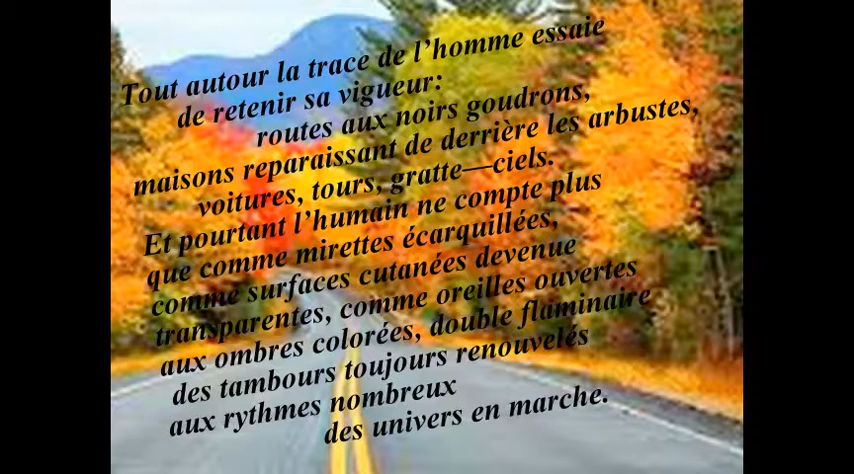 Tout autour la trace de l'homme essaie
de retenir sa vigueur:
routes aux noirs goudrons,
maisons reparaissant de derrière les arbustes,
voitures, tours, gratte—ciels.
Et pourtant l'humain ne compte plus
que comme mirettes écarquillées,
comme surfaces cutanées devenue
transparentes, comme oreilles ouvertes
aux ombres colorées, double flaminaire
des tambours toujours renouvelés
aux rythmes nombreux
des univers en marche.